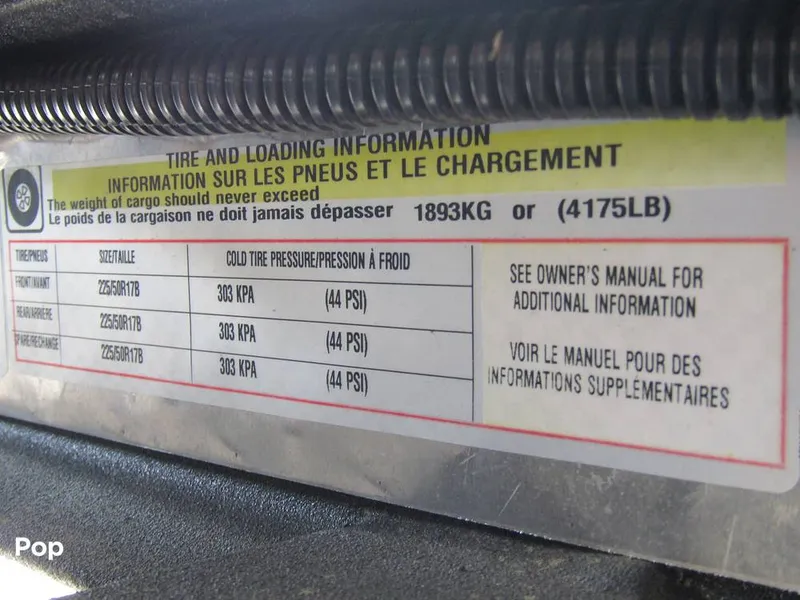 TIRE AND LOADING INFORMATION
INFORMATION SUR LES PNEUS ET LE CHARGEMENT
The weight of cargo should never exceed
Le poids de la cargaison ne doit jamais dépasser 1893KG or (4175LB)
TIRE/PNEUS SIZE/TAILLE COLD TIRE PRESSURE/PRESSION À FROID
FRONT/AVANT 225/50R17B 303 KPA (44 PSI)
REAR/ARRIÈRE 225/50R17B 303 KPA (44 PSI)
SPARE/RECHANGE 225/50R17B 303 KPA (44 PSI)
SEE OWNER'S MANUAL FOR
ADDITIONAL INFORMATION
VOIR LE MANUEL POUR DES
INFORMATIONS SUPPLÉMENTAIRES
Pop